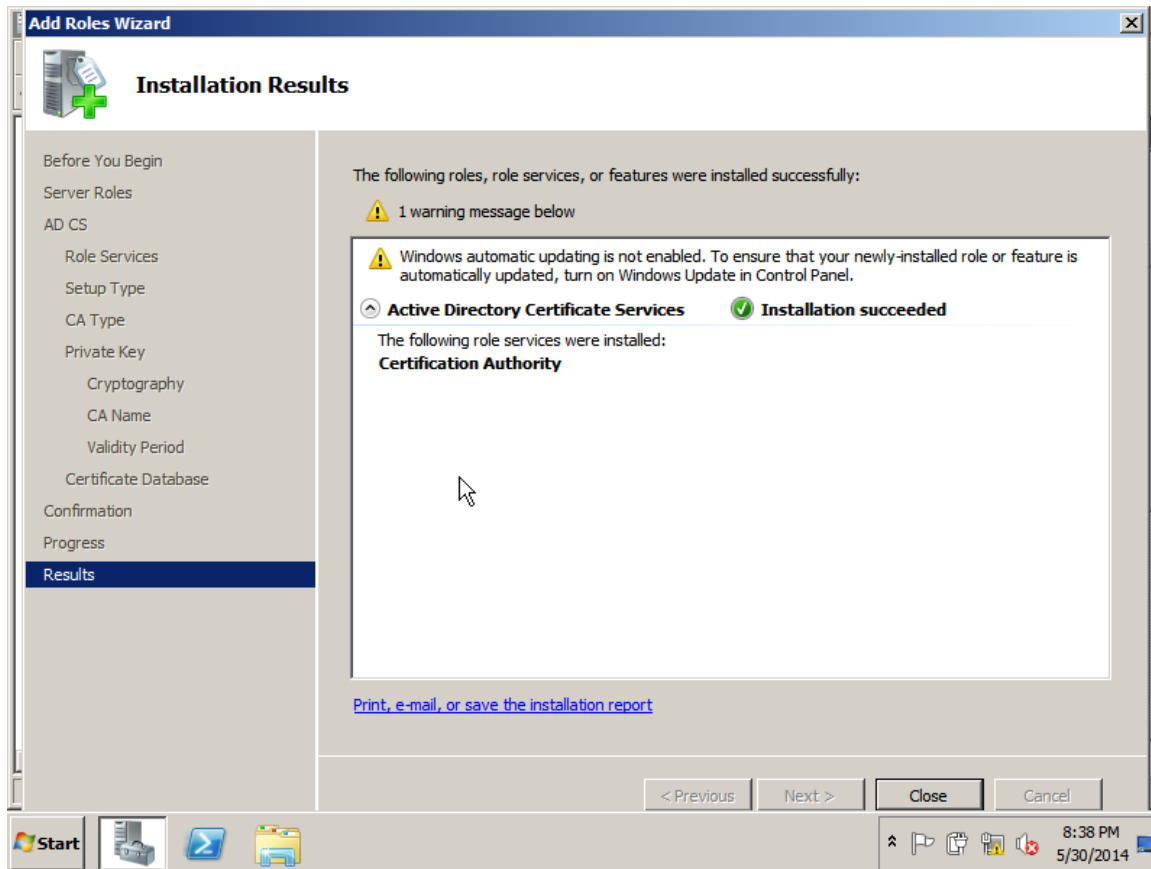 Add Roles Wizard
Installation Results
Before You Begin
Server Roles
AD CS
Role Services
Setup Type
CA Type
Private Key
Cryptography
CA Name
Validity Period
Certificate Database
Confirmation
Progress
Results
The following roles, role services, or features were installed successfully:
1 warning message below
Windows automatic updating is not enabled. To ensure that your newly-installed role or feature is
automatically updated, turn on Windows Update in Control Panel.
Active Directory Certificate Services Installation succeeded
The following role services were installed:
Certification Authority
Print, e-mail, or save the installation report
< Previous Next > Close Cancel
Start
8:38 PM
5/30/2014